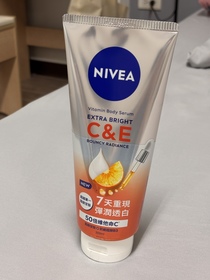 NIVEA
Vitamin Body Serum
EXTRA BRIGHT
C&E
BOUNCY RADIANCE
NEW
7天重現
彈潤透白
50倍維他命C